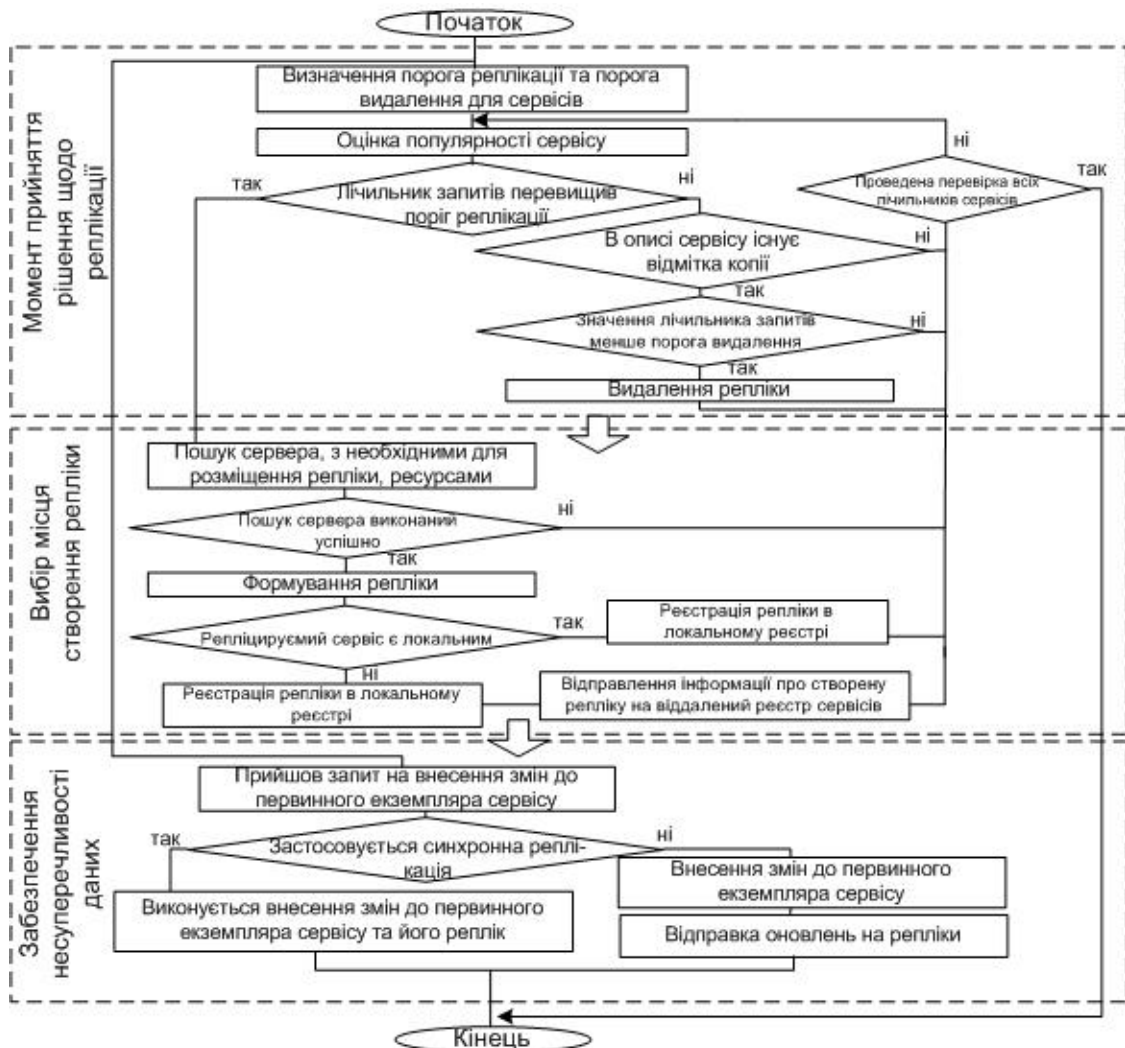 Початок
Момент прийняття
рішення щодо
реплікації
Визначення порога реплікації та порога
видалення для сервісів
Оцінка популярності сервісу
ні
так
Проведена перевірка всіх
лічильників сервісів
так
Лічильник запитів перевищив
поріг реплікації
ні
В описі сервісу існує
відмітка копії
ні
так
Значення лічильника запитів
менше порога видалення
ні
так
Видалення репліки
Вибір місця
створення репліки
Пошук сервера, з необхідними для
розміщення репліки, ресурсами
Пошук сервера виконаний
успішно
ні
так
Формування репліки
Репліцируємий сервіс є локальним
так
Реєстрація репліки в
локальному реєстрі
ні
Реєстрація репліки в локальному
реєстрі
Відправлення інформації про створену
репліку на віддалений реєстр сервісів
Забезпечення
несуперечливості
даних
Прийшов запит на внесення змін до
первинного екземпляра сервісу
так
Застосовується синхронна реплі-
кація
ні
Виконується внесення змін до первинного
екземпляра сервісу та його реплік
Внесення змін до первинного
екземпляра сервісу
Відправка оновлень на репліки
Кінець